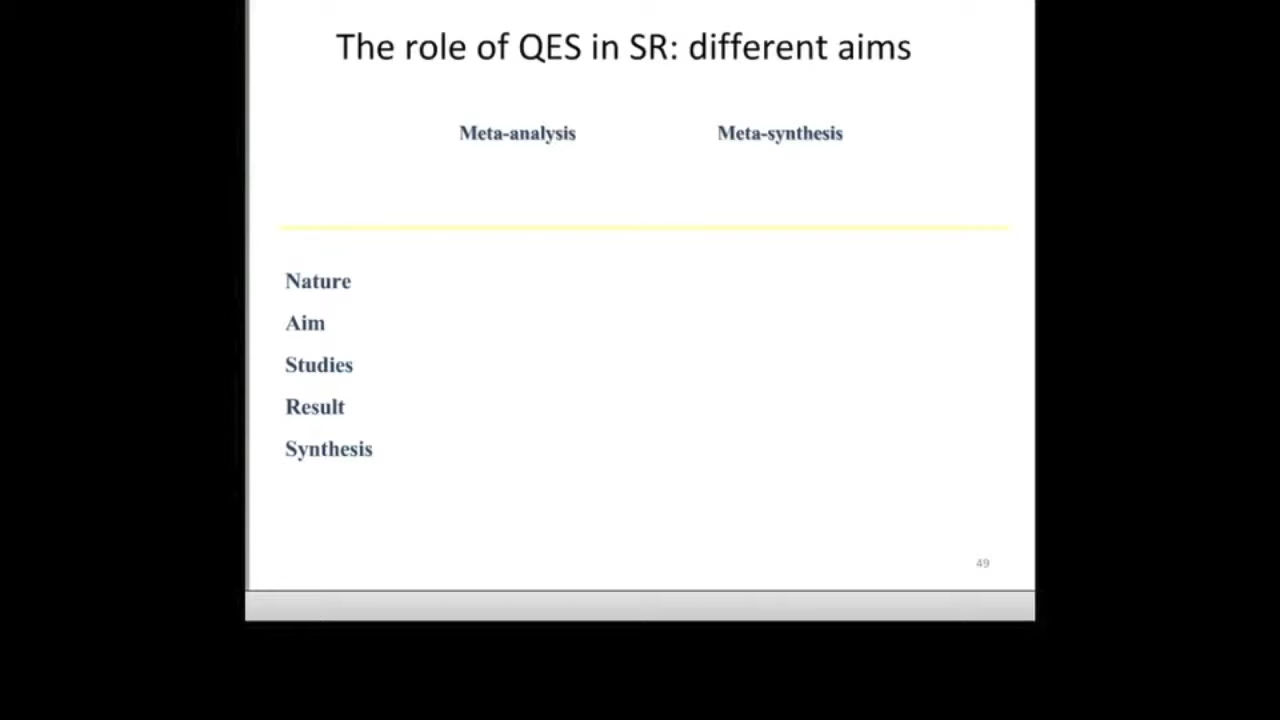 The role of QES in SR: different aims
Meta-analysis Meta-synthesis
Nature
Aim
Studies
Result
Synthesis
49